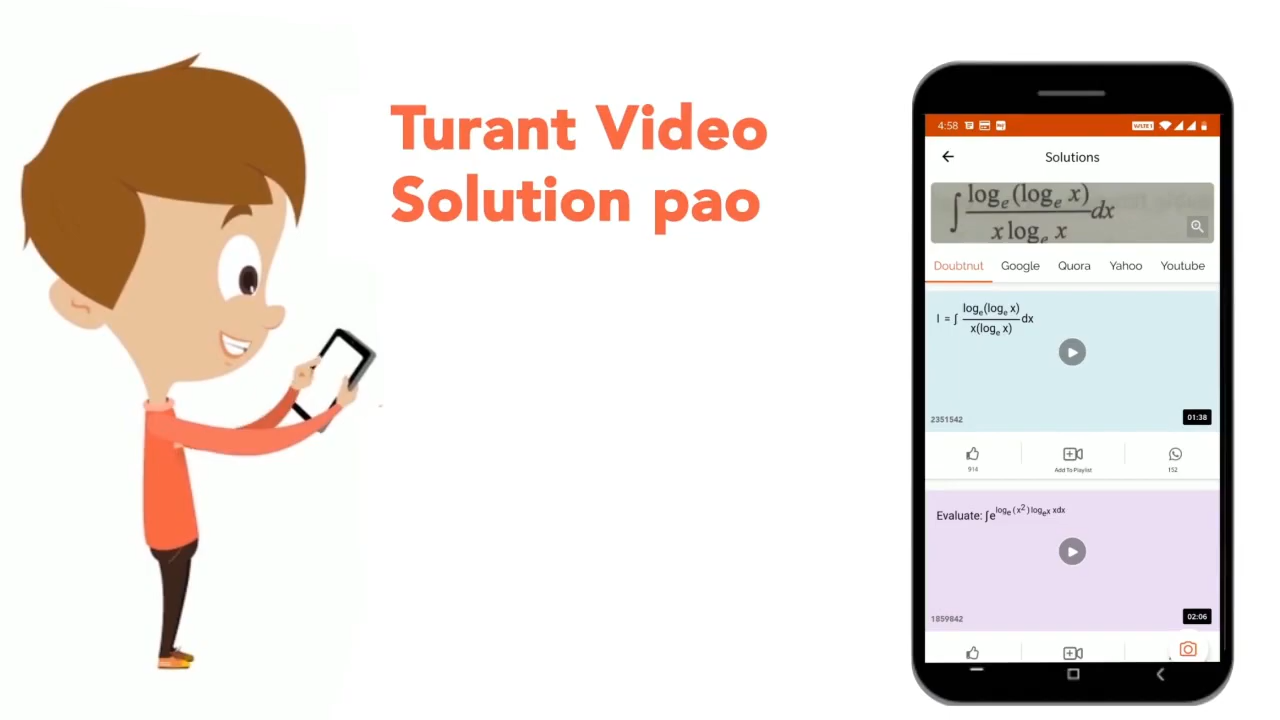 Turant Video
Solution pao
4:58
VoLTE1
Solutions
∫ logₑ(logₑ x) / x logₑ x dx
Doubtnut Google Quora Yahoo Youtube
I = ∫ logₑ(logₑ x) / x(logₑ x) dx
2351542 01:38
914 Add To Playlist 152
Evaluate: ∫e^logₑ(x²)logₑx xdx
1859842 02:06